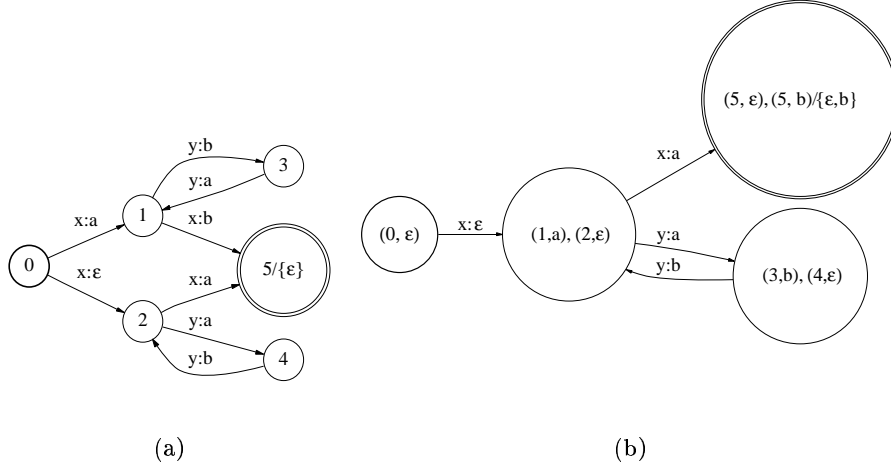 y:b
3
y:a
x:a
1
x:b
0
5/{ε}
x:ε
x:a
2
y:a
y:b
4
(a)
(0, ε)
x:ε
(1,a), (2,ε)
x:a
(5, ε), (5, b)/{ε,b}
y:a
y:b
(3,b), (4,ε)
(b)